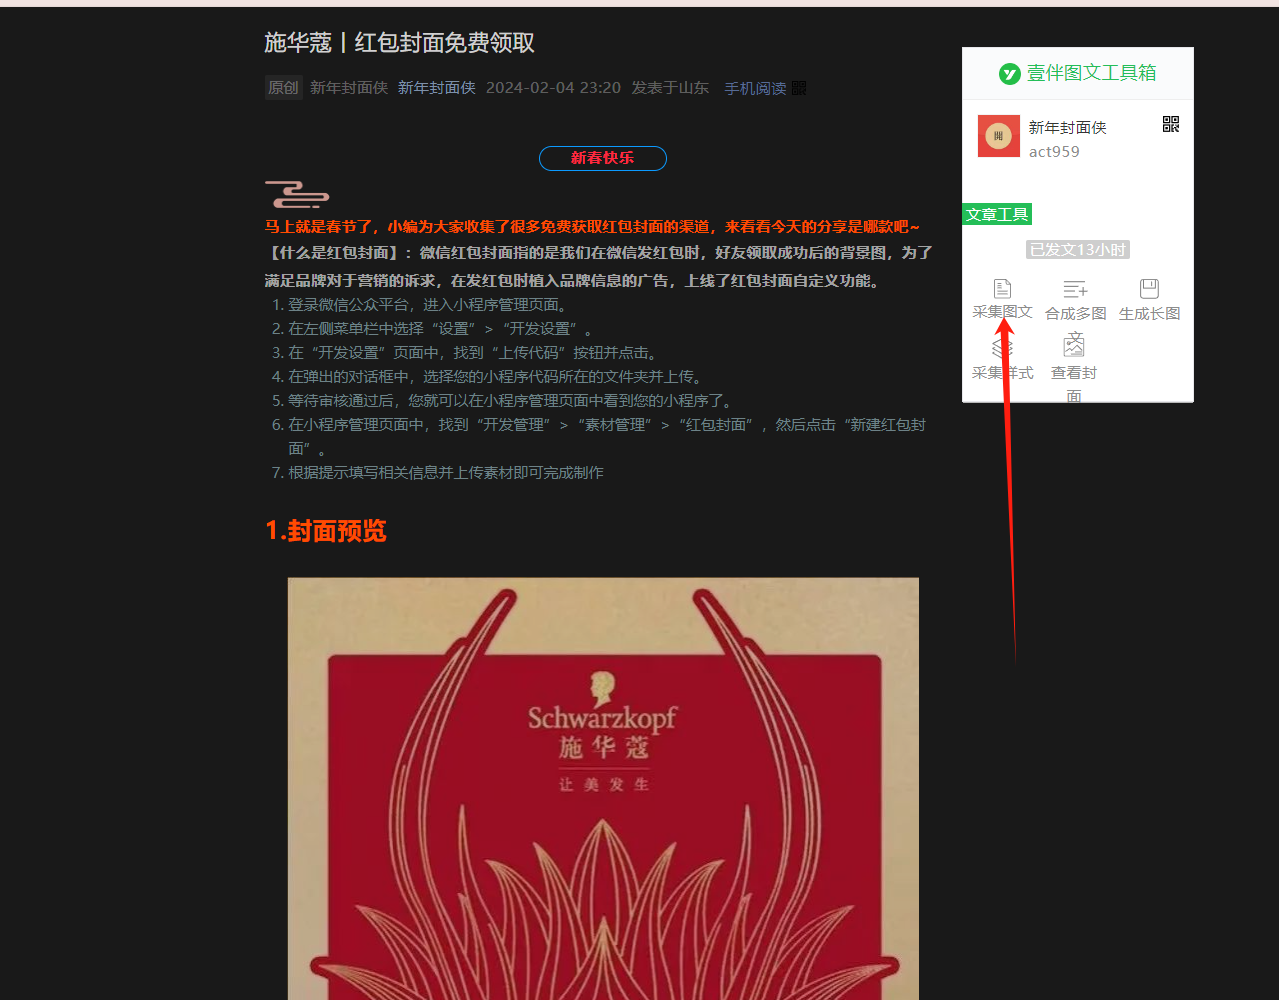 施华蔻丨红包封面免费领取
原创 新年封面侠 新年封面侠 2024-02-04 23:20 发表于山东 手机阅读
新春快乐
马上就是春节了，小编为大家收集了很多免费获取红包封面的渠道，来看看今天的分享是哪款吧~
【什么是红包封面】：微信红包封面指的是我们在微信发红包时，好友领取成功后的背景图，为了
满足品牌对于营销的诉求，在发红包时植入品牌信息的广告，上线了红包封面自定义功能。
1. 登录微信公众平台，进入小程序管理页面。
2. 在左侧菜单栏中选择“设置”>“开发设置”。
3. 在“开发设置”页面中，找到“上传代码”按钮并点击。
4. 在弹出的对话框中，选择您的小程序代码所在的文件夹并上传。
5. 等待审核通过后，您就可以在小程序管理页面中看到您的小程序了。
6. 在小程序管理页面中，找到“开发管理”>“素材管理”>“红包封面”，然后点击“新建红包封
面”。
7. 根据提示填写相关信息并上传素材即可完成制作
1.封面预览
Schwarzkopf
施华蔻
让美发生
壹伴图文工具箱
開
新年封面侠
act959
文章工具
已发文13小时
采集图文 合成多图
文
生成长图
采集样式 查看封
面